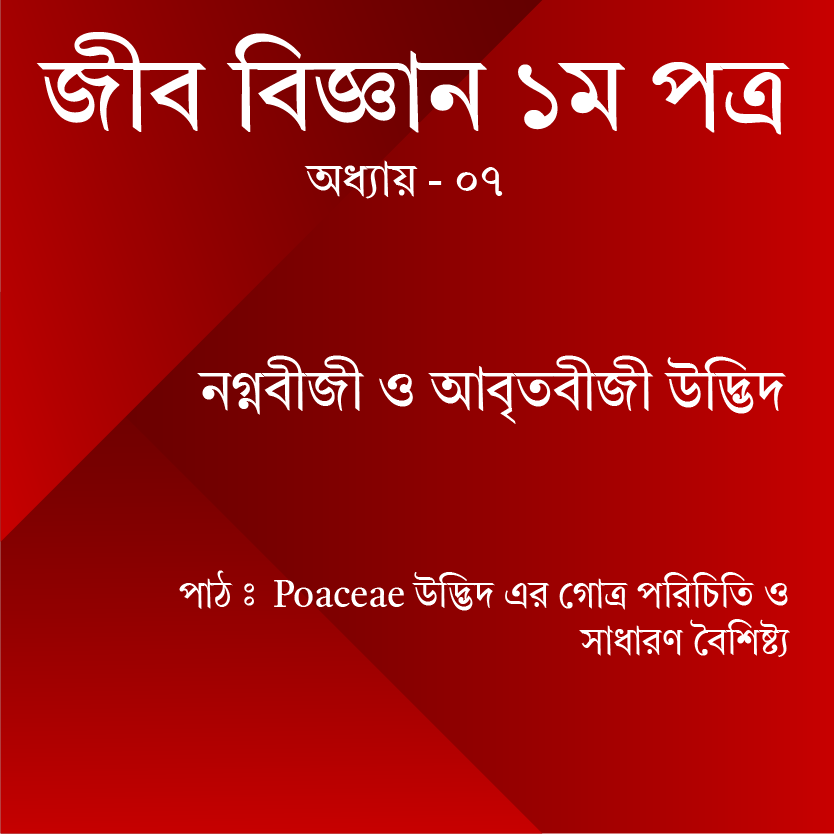 জীব বিজ্ঞান ১ম পত্র
অধ্যায় - ০৭
নগ্নবীজী ও আবৃতবীজী উদ্ভিদ
পাঠ ঃ Poaceae উদ্ভিদ এর গোত্র পরিচিতি ও
সাধারণ বৈশিষ্ট্য